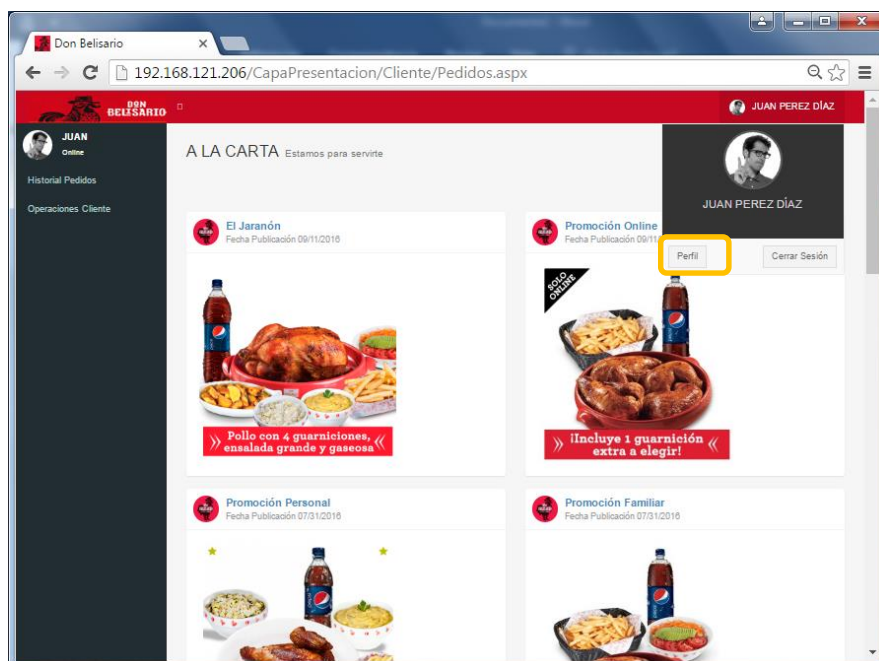 Don Belisario
192.168.121.206/CapaPresentacion/Cliente/Pedidos.aspx
DON
BELISARIO
JUAN PEREZ DÍAZ
JUAN
Online
Historial Pedidos
Operaciones Cliente
A LA CARTA Estamos para servirte
JUAN PEREZ DÍAZ
Perfil
Cerrar Sesión
El Jaranón
Fecha Publicación 09/11/2016
Promoción Online
Fecha Publicación 09/11
SOLO
ONLINE
Pollo con 4 guarniciones,
ensalada grande y gaseosa
¡Incluye 1 guarnición
extra a elegir!
Promoción Personal
Fecha Publicación 07/31/2016
Promoción Familiar
Fecha Publicación 07/31/2016